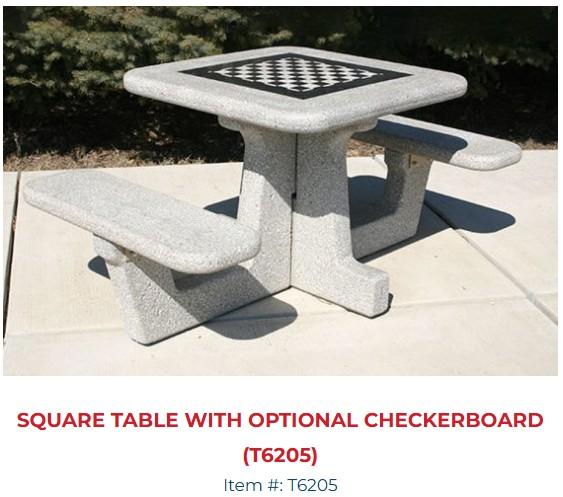 SQUARE TABLE WITH OPTIONAL CHECKERBOARD
(T6205)
Item #: T6205